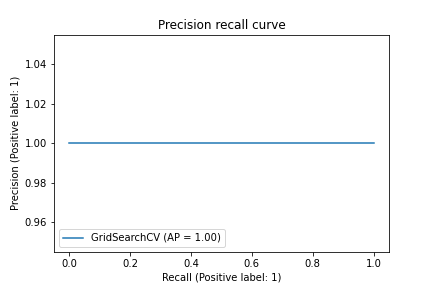 Precision recall curve
Precision (Positive label: 1)
1.04
1.02
1.00
0.98
0.96
GridSearchCV (AP = 1.00)
0.0 0.2 0.4 0.6 0.8 1.0
Recall (Positive label: 1)